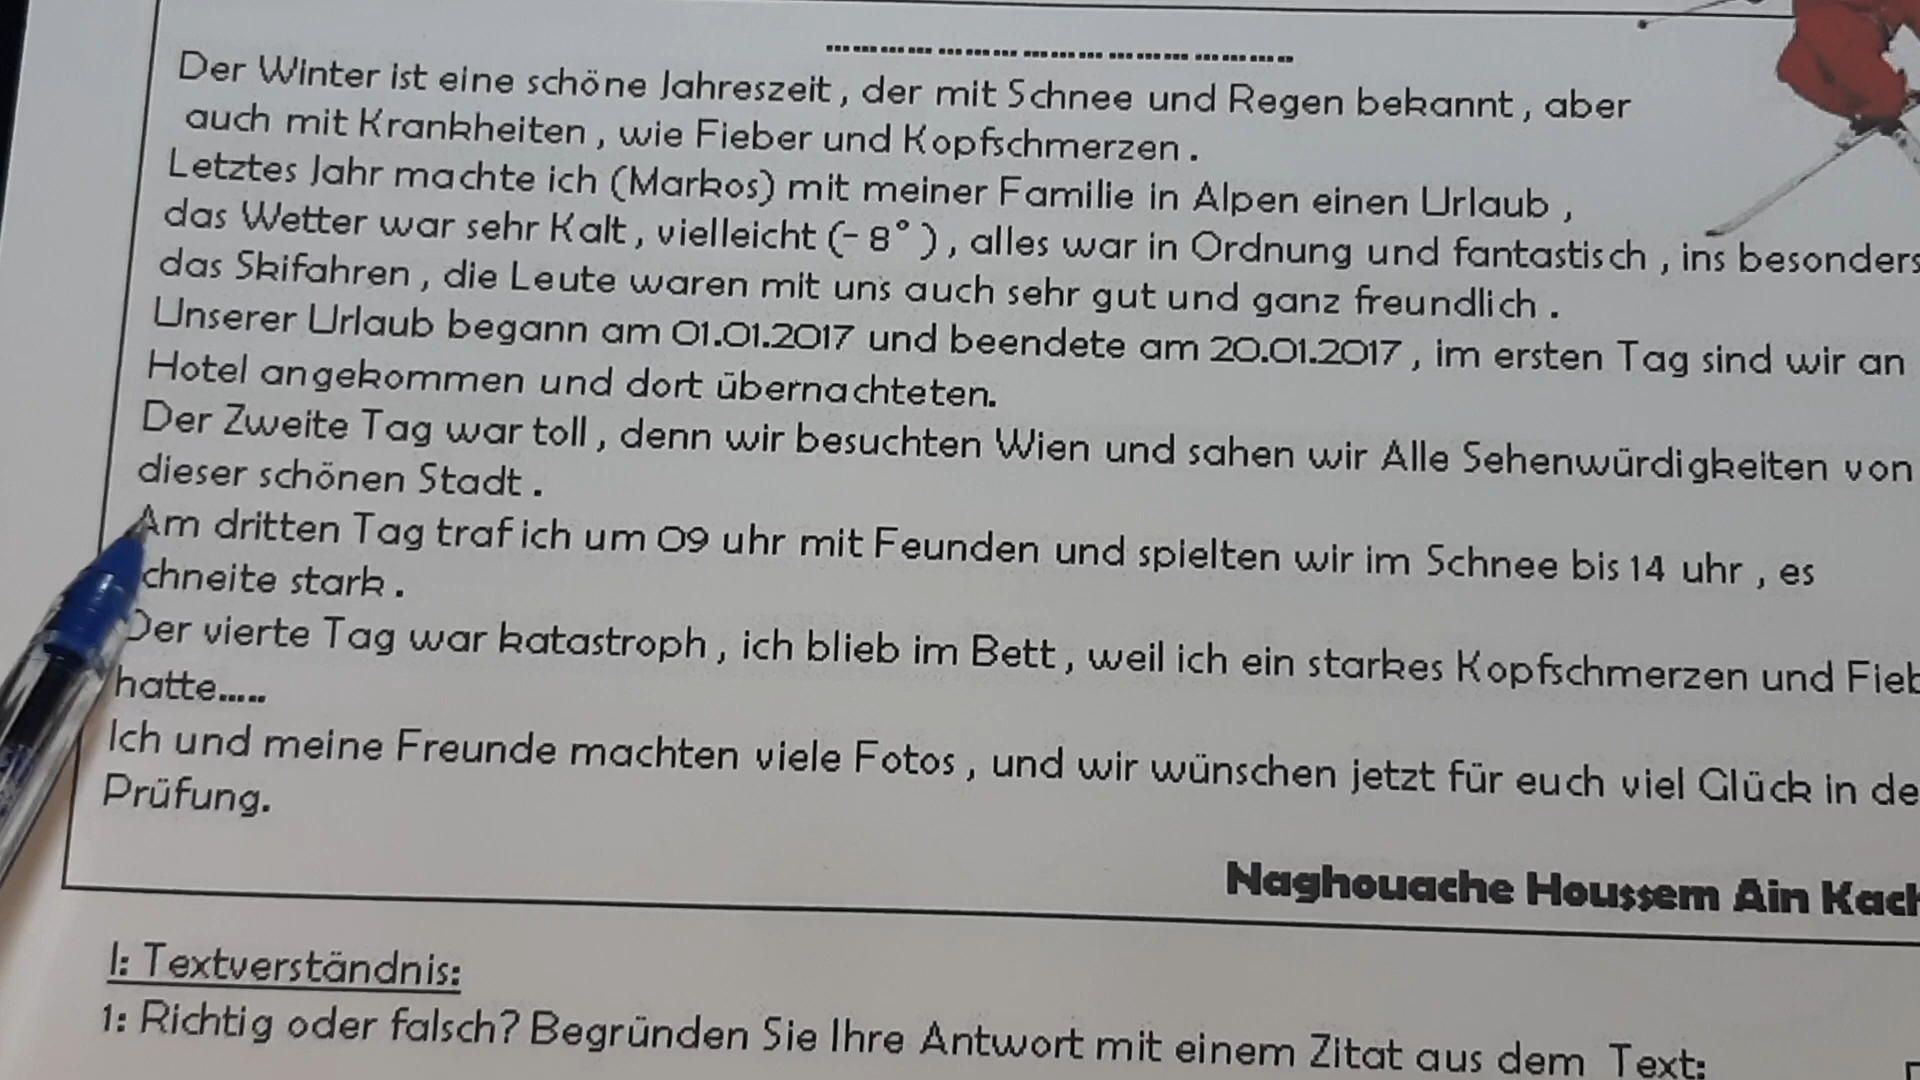 .......................................
Der Winter ist eine schöne Jahreszeit, der mit Schnee und Regen bekannt, aber
auch mit Krankheiten, wie Fieber und Kopfschmerzen.
Letztes Jahr machte ich (Markos) mit meiner Familie in Alpen einen Urlaub,
das Wetter war sehr Kalt, vielleicht (-8°), alles war in Ordnung und fantastisch, ins besonders
das Skifahren, die Leute waren mit uns auch sehr gut und ganz freundlich.
Unserer Urlaub begann am 01.01.2017 und beendete am 20.01.2017, im ersten Tag sind wir an
Hotel angekommen und dort übernachteten.
Der Zweite Tag war toll, denn wir besuchten Wien und sahen wir Alle Sehenwürdigkeiten von
dieser schönen Stadt.
Am dritten Tag traf ich um 09 uhr mit Feunden und spielten wir im Schnee bis 14 uhr, es
chneite stark.
Der vierte Tag war katastroph, ich blieb im Bett, weil ich ein starkes Kopfschmerzen und Fieb
hatte.....
Ich und meine Freunde machten viele Fotos, und wir wünschen jetzt für euch viel Glück in de
Prüfung.
Naghouache Houssem Ain Kach
I: Textverständnis:
1: Richtig oder falsch? Begründen Sie Ihre Antwort mit einem Zitat aus dem Text: